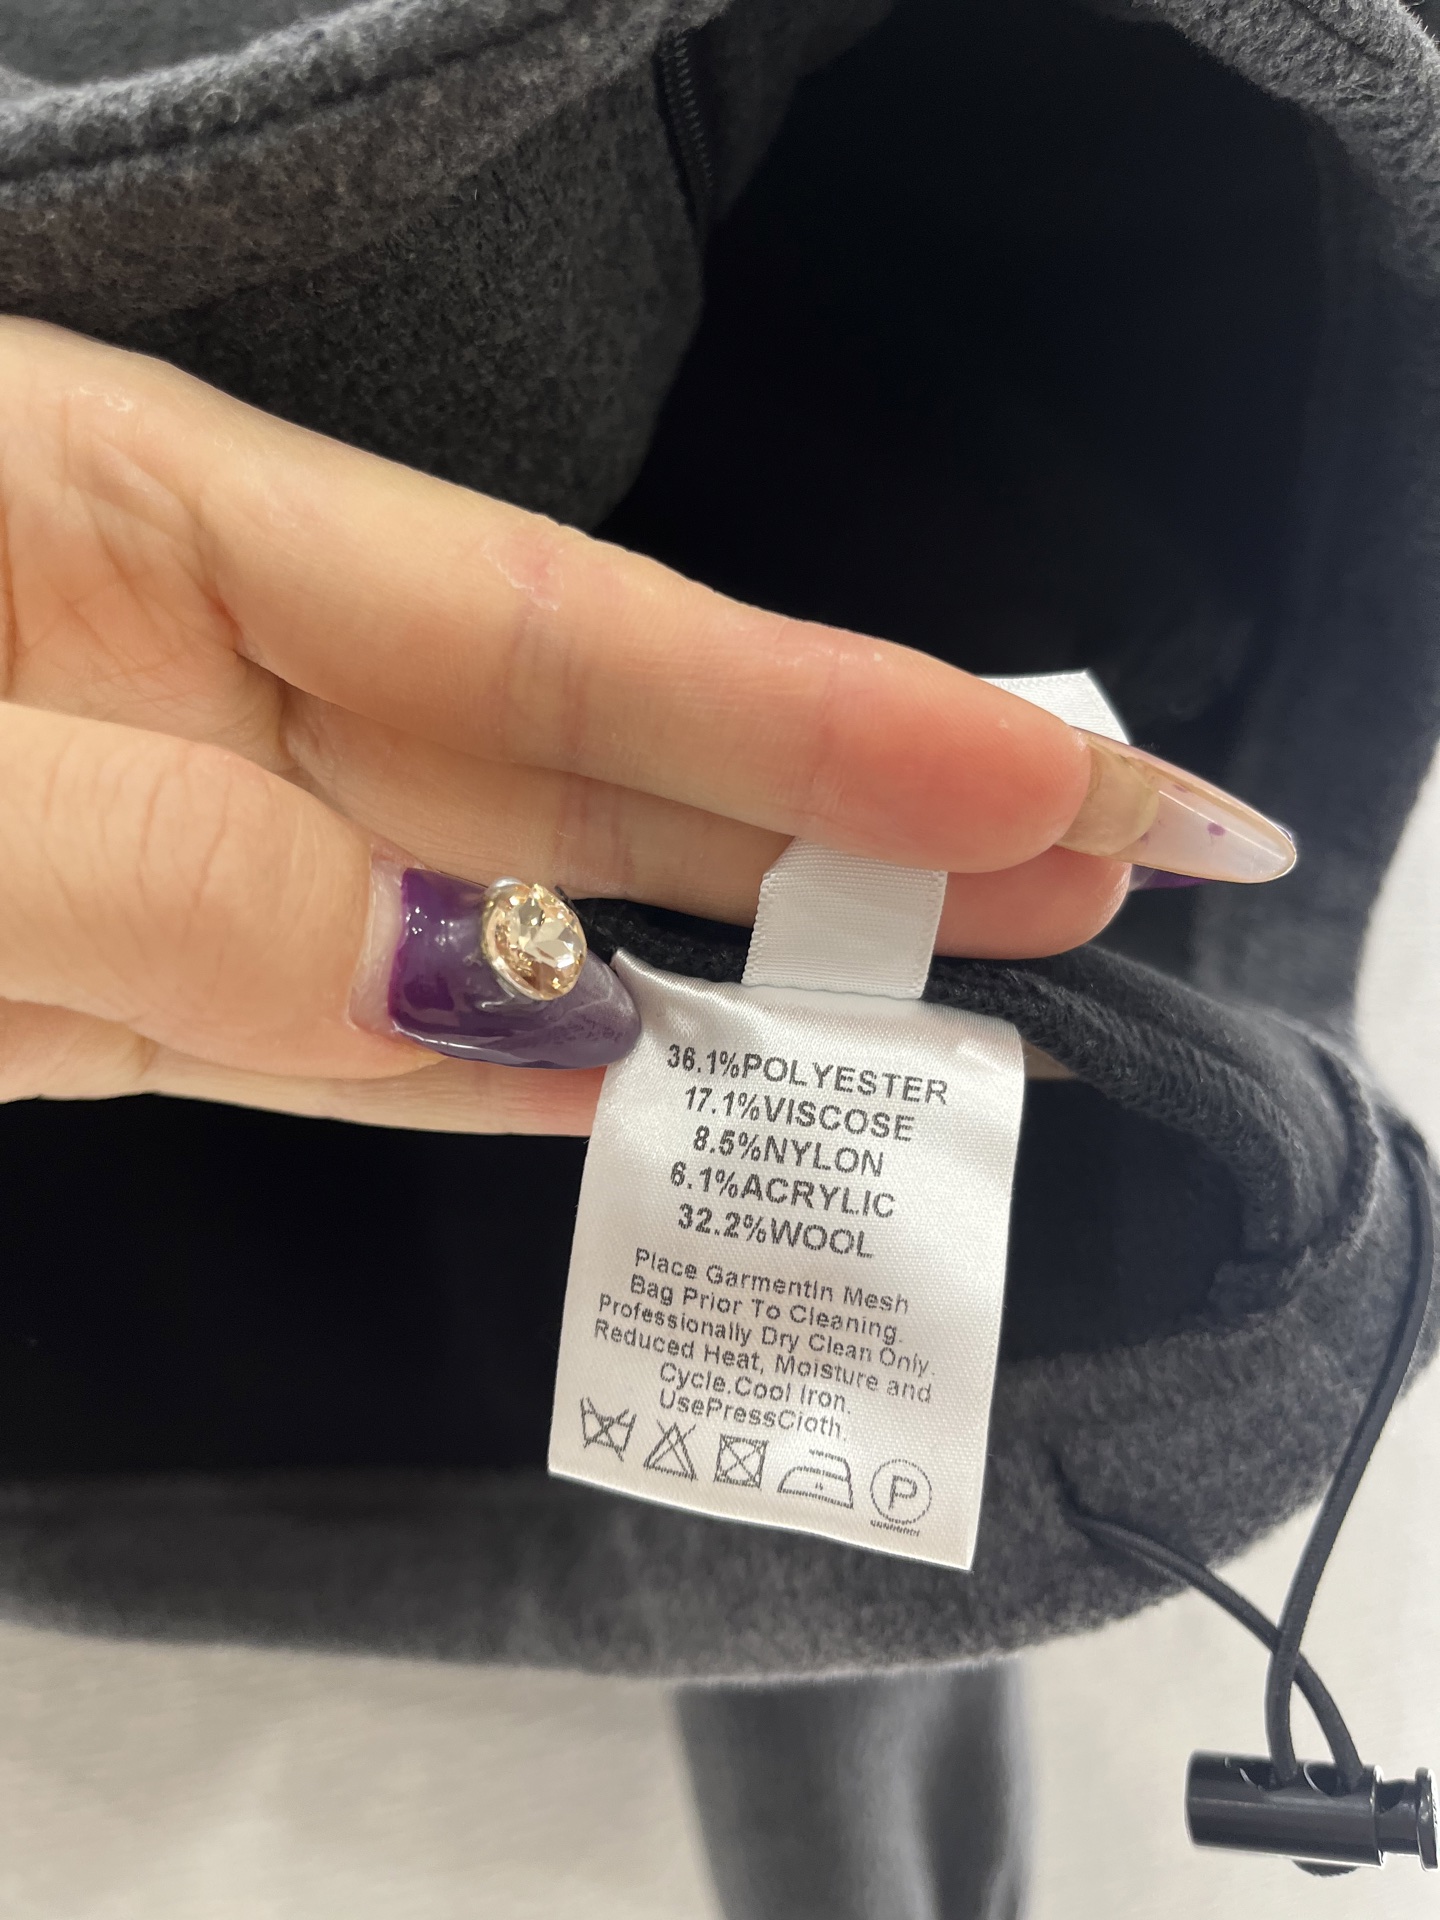 36.1%POLYESTER
17.1%VISCOSE
8.5%NYLON
6.1%ACRYLIC
32.2%WOOL
Place GarmentIn Mesh
Bag Prior To Cleaning.
Professionally Dry Clean Only.
Reduced Heat, Moisture and
Cycle.Cool Iron.
UsePressCloth.
P